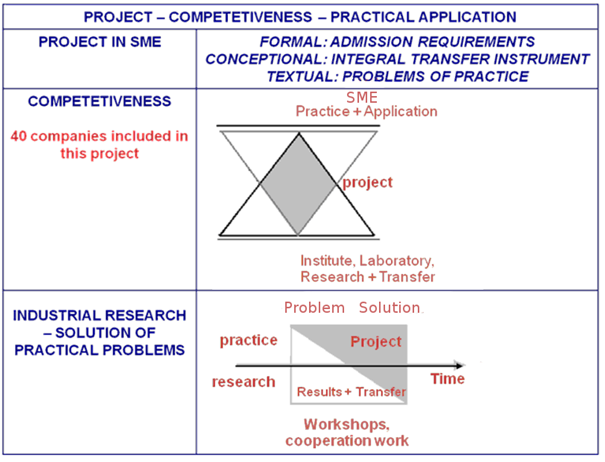 PROJECT – COMPETETIVENESS – PRACTICAL APPLICATION
PROJECT IN SME
FORMAL: ADMISSION REQUIREMENTS
CONCEPTIONAL: INTEGRAL TRANSFER INSTRUMENT
TEXTUAL: PROBLEMS OF PRACTICE
COMPETETIVENESS
40 companies included in
this project
SME
Practice + Application
project
Institute, Laboratory,
Research + Transfer
INDUSTRIAL RESEARCH
– SOLUTION OF
PRACTICAL PROBLEMS
Problem Solution
practice
Project
research
Results + Transfer
Time
Workshops,
cooperation work